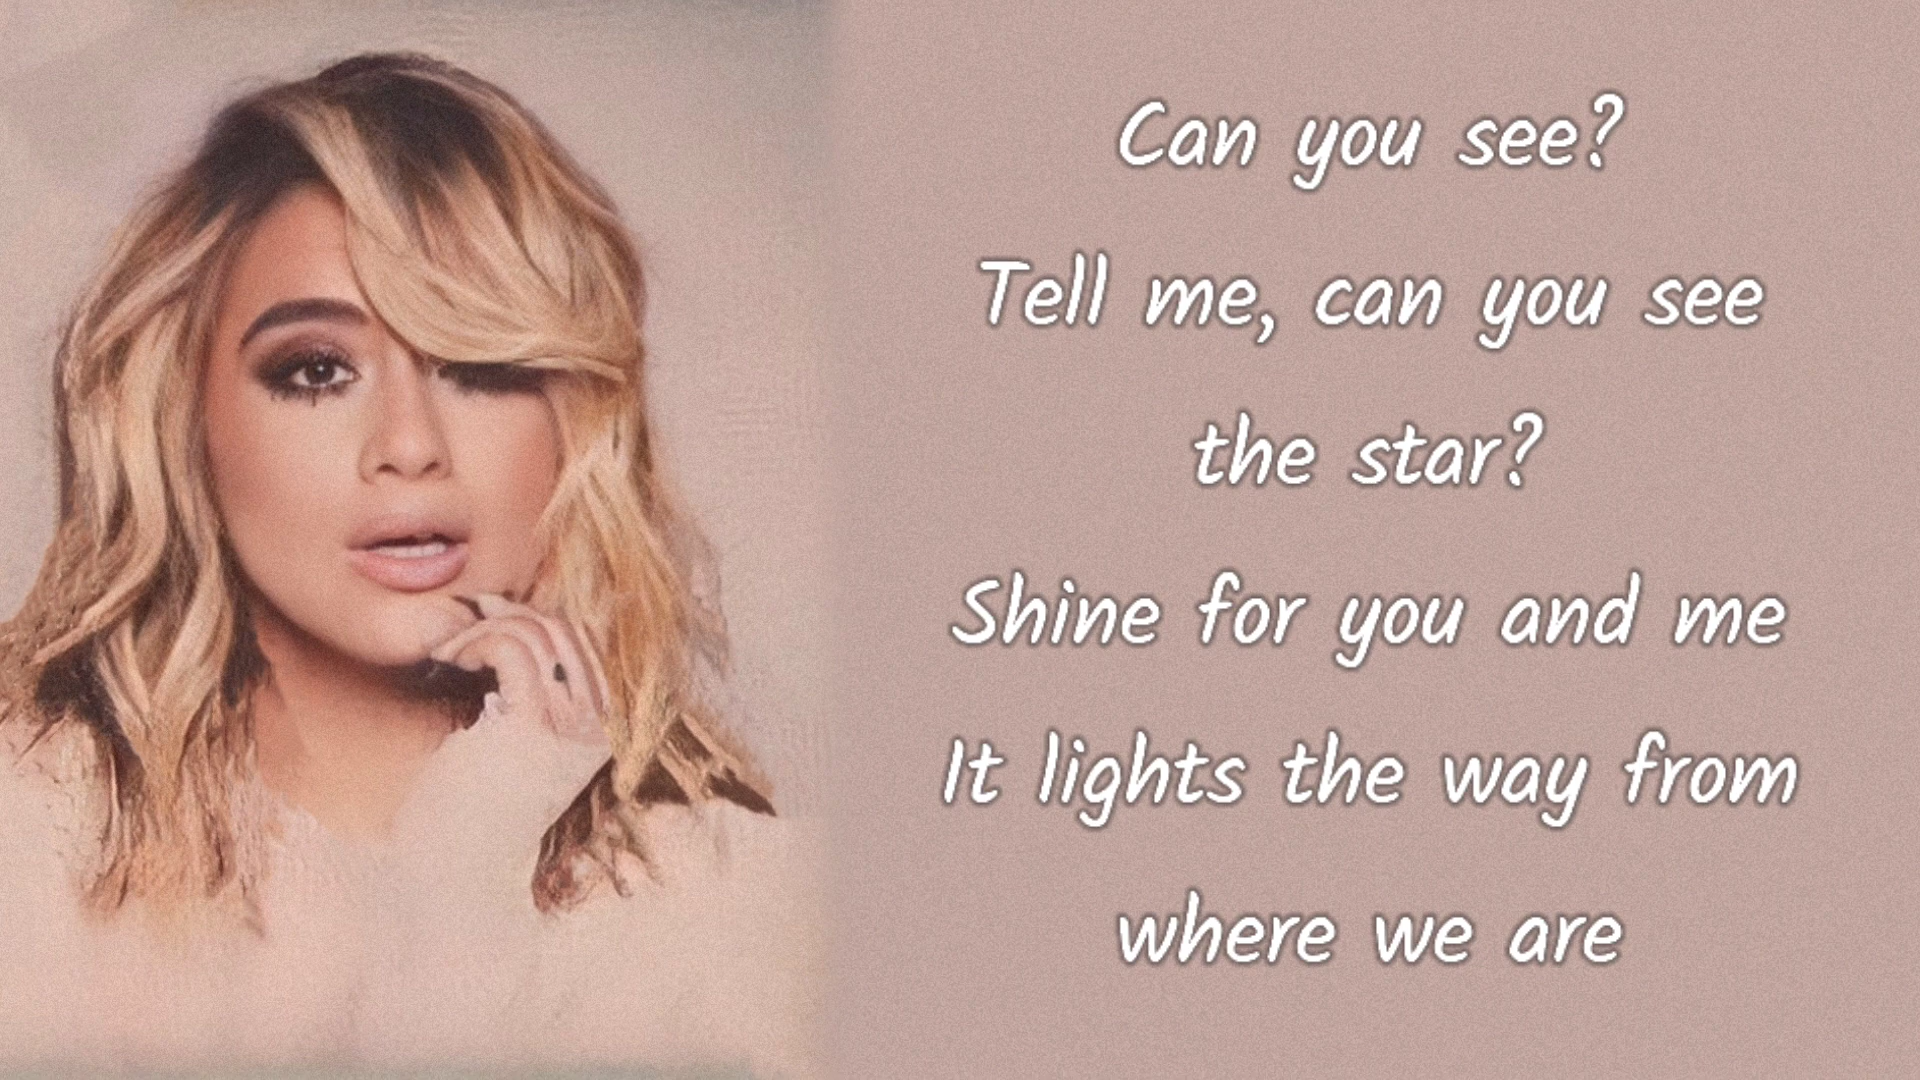 Can you see?
Tell me, can you see
the star?
Shine for you and me
It lights the way from
where we are